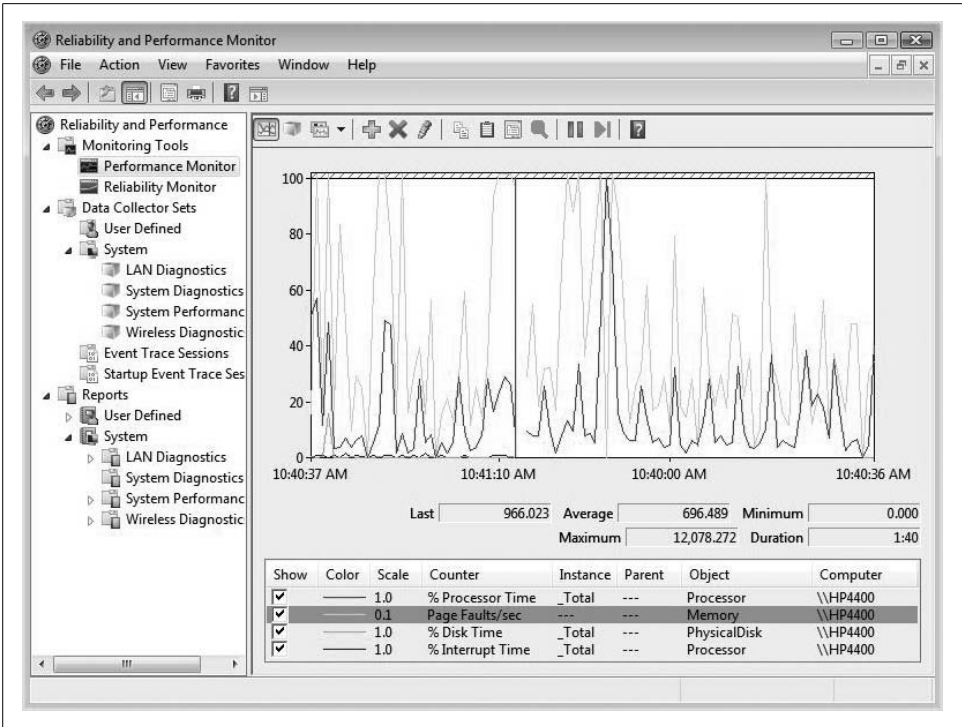 Reliability and Performance Monitor
File Action View Favorites Window Help
Reliability and Performance
Monitoring Tools
Performance Monitor
Reliability Monitor
Data Collector Sets
User Defined
System
LAN Diagnostics
System Diagnostics
System Performanc
Wireless Diagnostic
Event Trace Sessions
Startup Event Trace Ses
Reports
User Defined
System
LAN Diagnostics
System Diagnostics
System Performanc
Wireless Diagnostic
100
80
60
40
20
0
10:40:37 AM 10:41:10 AM 10:40:00 AM 10:40:36 AM
Last 966.023 Average 696.489 Minimum 0.000
Maximum 12,078.272 Duration 1:40
Show Color Scale Counter Instance Parent Object Computer
1.0 % Processor Time _Total --- Processor \\HP4400
0.1 Page Faults/sec --- --- Memory \\HP4400
1.0 % Disk Time _Total --- PhysicalDisk \\HP4400
1.0 % Interrupt Time _Total --- Processor \\HP4400